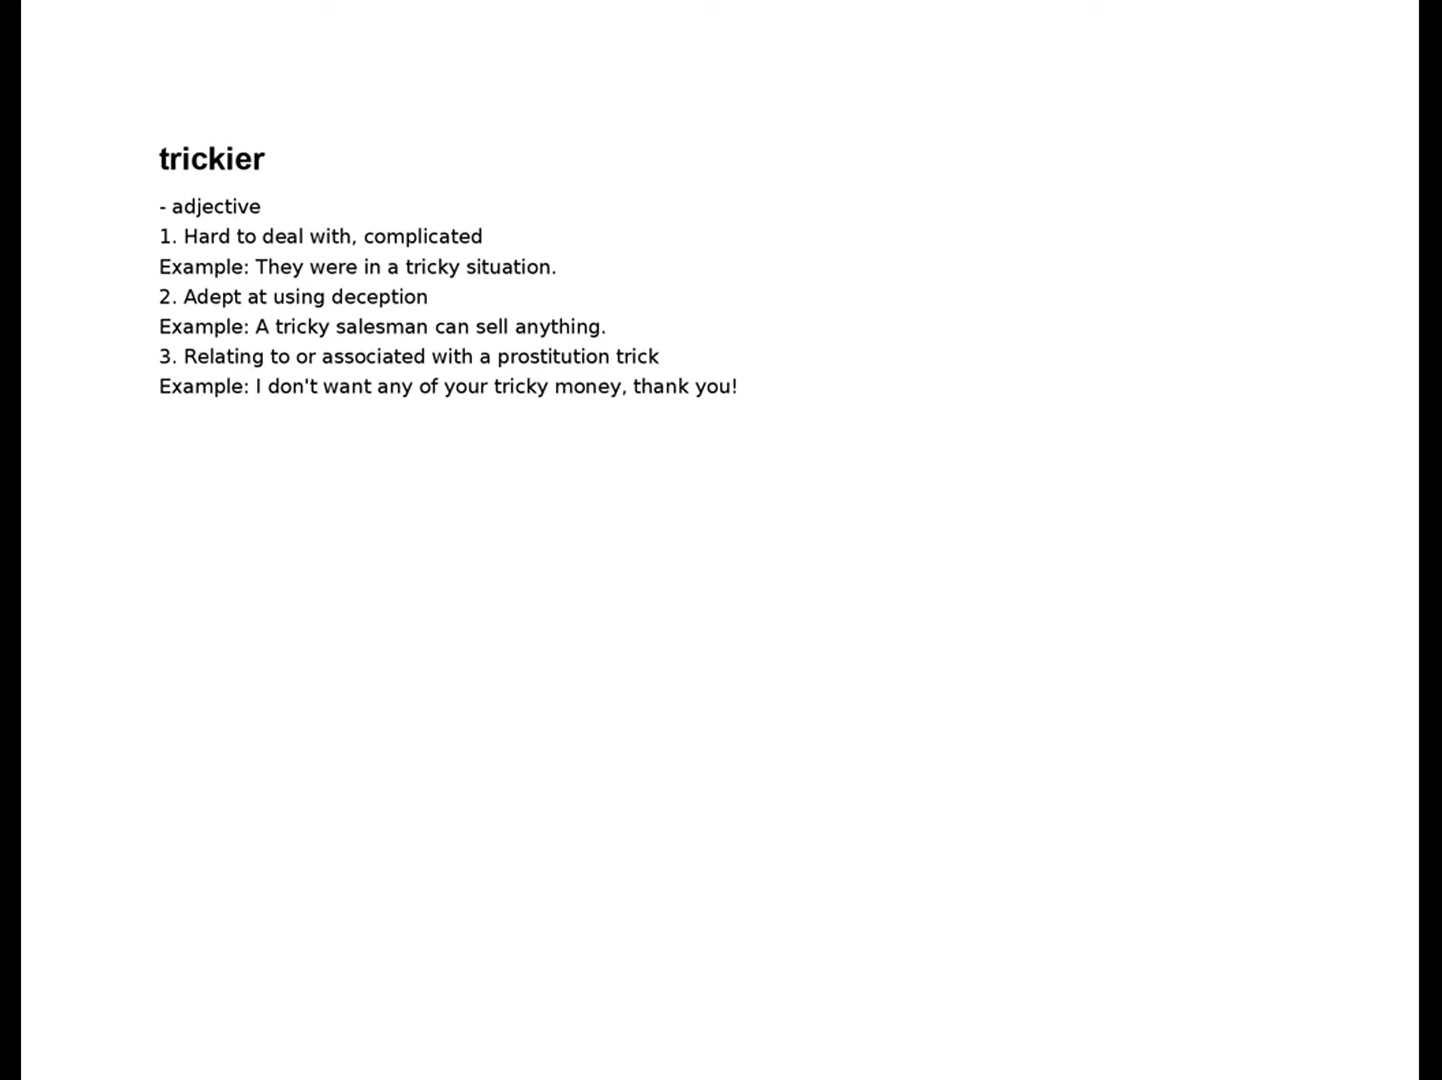 trickier
- adjective
1. Hard to deal with, complicated
Example: They were in a tricky situation.
2. Adept at using deception
Example: A tricky salesman can sell anything.
3. Relating to or associated with a prostitution trick
Example: I don't want any of your tricky money, thank you!